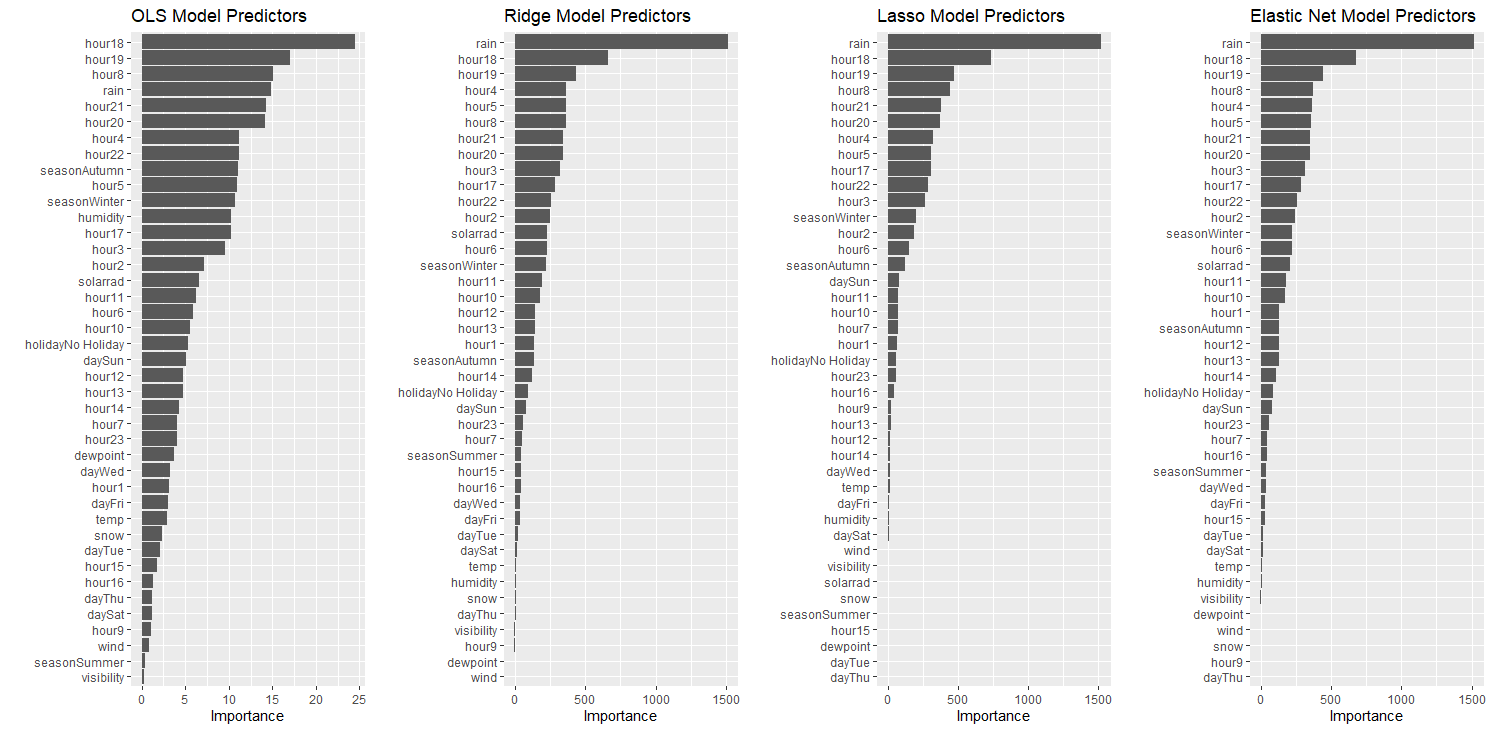 OLS Model Predictors
hour18
hour19
hour8
rain
hour21
hour20
hour4
hour22
seasonAutumn
hour5
seasonWinter
humidity
hour17
hour3
hour2
solarrad
hour11
hour6
hour10
holidayNo Holiday
daySun
hour12
hour13
hour14
hour7
hour23
dewpoint
dayWed
hour1
dayFri
temp
snow
dayTue
hour15
hour16
dayThu
daySat
hour9
wind
seasonSummer
visibility
0 5 10 15 20 25
Importance
Ridge Model Predictors
rain
hour18
hour19
hour4
hour5
hour8
hour21
hour20
hour3
hour17
hour22
hour2
solarrad
hour6
seasonWinter
hour11
hour10
hour12
hour13
hour1
seasonAutumn
hour14
holidayNo Holiday
daySun
hour23
hour7
seasonSummer
hour15
hour16
dayWed
dayFri
dayTue
daySat
temp
humidity
snow
dayThu
visibility
hour9
dewpoint
wind
0 500 1000 1500
Importance
Lasso Model Predictors
rain
hour18
hour19
hour8
hour21
hour20
hour4
hour5
hour17
hour22
hour3
seasonWinter
hour2
hour6
seasonAutumn
daySun
hour11
hour10
hour7
hour1
holidayNo Holiday
hour23
hour16
hour9
hour13
hour12
hour14
dayWed
temp
dayFri
humidity
daySat
wind
visibility
solarrad
snow
seasonSummer
hour15
dewpoint
dayTue
dayThu
0 500 1000 1500
Importance
Elastic Net Model Predictors
rain
hour18
hour19
hour8
hour4
hour5
hour21
hour20
hour3
hour17
hour22
hour2
seasonWinter
hour6
solarrad
hour11
hour10
hour1
seasonAutumn
hour12
hour13
hour14
holidayNo Holiday
daySun
hour23
hour7
hour16
seasonSummer
dayWed
dayFri
hour15
dayTue
daySat
temp
humidity
visibility
dewpoint
wind
snow
hour9
dayThu
0 500 1000 1500
Importance